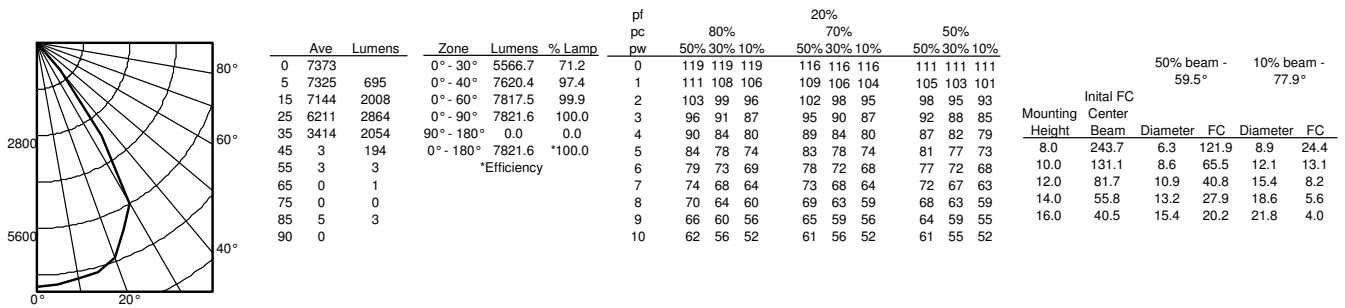 80°
60°
40°
20°
0°
2800
5600
Ave Lumens
0 7373
5 7325 695
15 7144 2008
25 6211 2864
35 3414 2054
45 3 194
55 3 3
65 0 1
75 0 0
85 5 3
90 0
Zone Lumens % Lamp
0°- 30° 5566.7 71.2
0°- 40° 7620.4 97.4
0°- 60° 7817.5 99.9
0°- 90° 7821.6 100.0
90°- 180° 0.0 0.0
0°- 180° 7821.6 *100.0
*Efficiency
pf 20%
pc 80% 70% 50%
pw 50% 30% 10% 50% 30% 10% 50% 30% 10%
0 119 119 119 116 116 116 111 111 111
1 111 108 106 109 106 104 105 103 101
2 103 99 96 102 98 95 98 95 93
3 96 91 87 95 90 87 92 88 85
4 90 84 80 89 84 80 87 82 79
5 84 78 74 83 78 74 81 77 73
6 79 73 69 78 72 68 77 72 68
7 74 68 64 73 68 64 72 67 63
8 70 64 60 69 63 59 68 63 59
9 66 60 56 65 59 56 64 59 55
10 62 56 52 61 56 52 61 55 52
50% beam - 10% beam -
59.5° 77.9°
Inital FC
Mounting Center
Height Beam Diameter FC Diameter FC
8.0 243.7 6.3 121.9 8.9 24.4
10.0 131.1 8.6 65.5 12.1 13.1
12.0 81.7 10.9 40.8 15.4 8.2
14.0 55.8 13.2 27.9 18.6 5.6
16.0 40.5 15.4 20.2 21.8 4.0